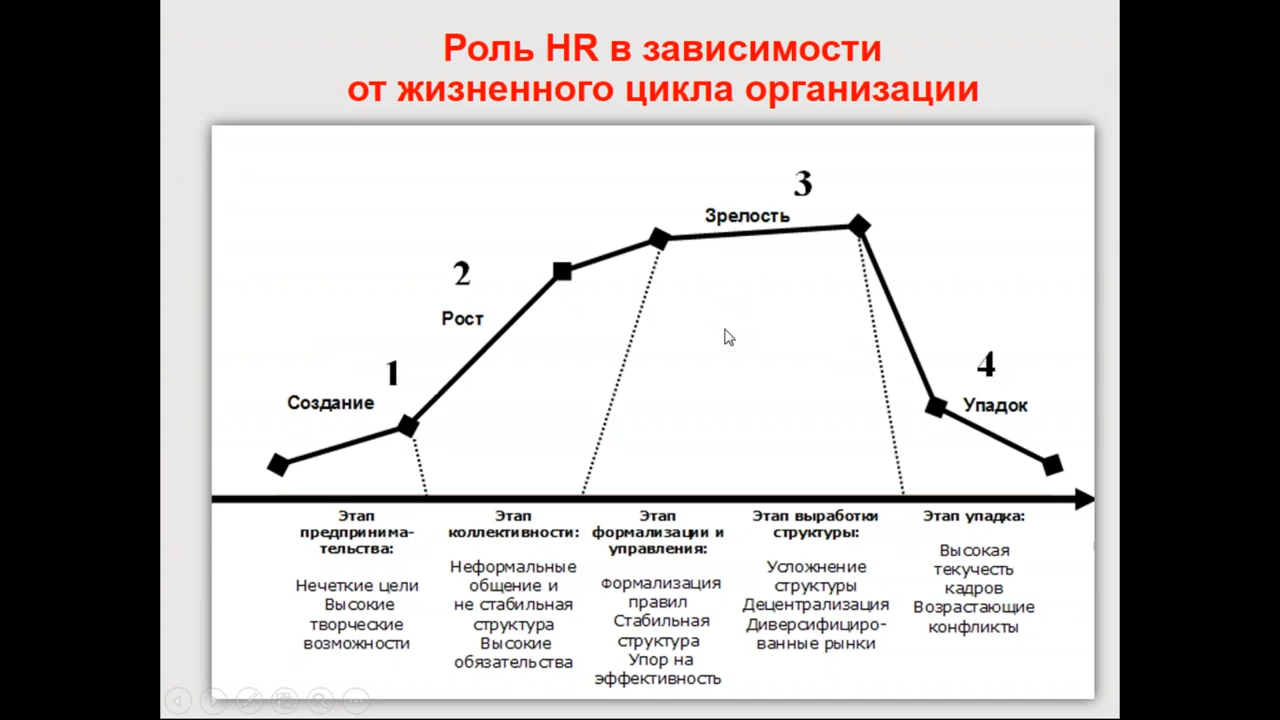 Роль HR в зависимости
от жизненного цикла организации
3
Зрелость
2
Рост
1
Создание
4
Упадок
Этап
предпринима-
тельства:
Нечеткие цели
Высокие
творческие
возможности
Этап
коллективности:
Неформальные
общение и
не стабильная
структура
Высокие
обязательства
Этап
формализации и
управления:
Формализация
правил
Стабильная
структура
Упор на
эффективность
Этап выработки
структуры:
Усложнение
структуры
Децентрализация
Диверсифициро-
ванные рынки
Этап упадка:
Высокая
текучесть
кадров
Возрастающие
конфликты